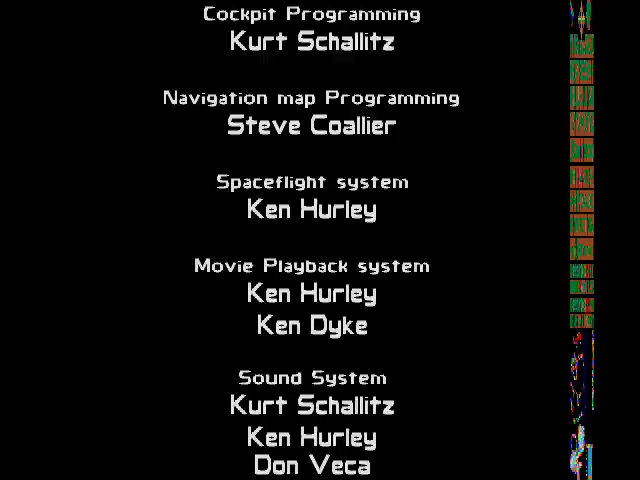 Cockpit Programming
Kurt Schallitz
Navigation map Programming
Steve Coallier
Spaceflight system
Ken Hurley
Movie Playback system
Ken Hurley
Ken Dyke
Sound System
Kurt Schallitz
Ken Hurley
Don Veca